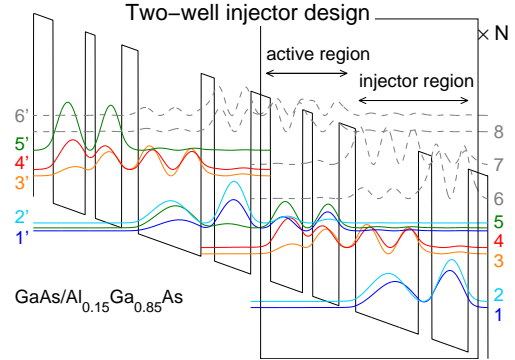 Two−well injector design
× N
active region
injector region
6’
5’
4’
3’
2’
1’
8
7
6
5
4
3
2
1
GaAs/Al0.15Ga0.85As